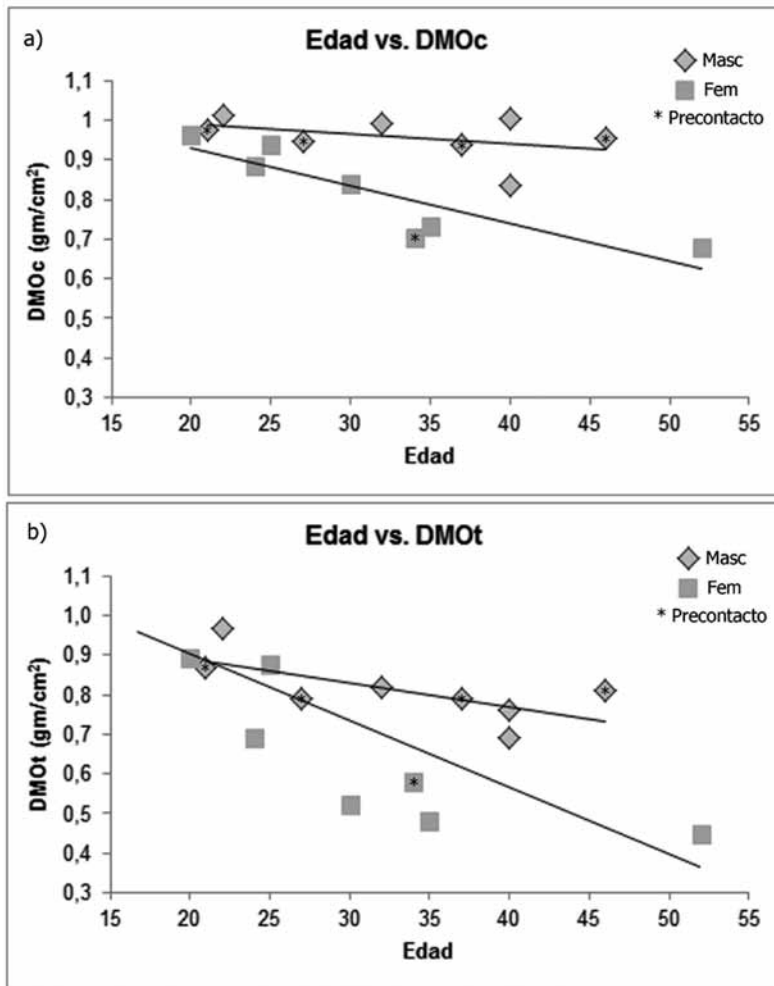 a)
Edad vs. DMOc
Masc
Fem
* Precontacto
DMOc (gm/cm²)
1,1
1
0,9
0,8
0,7
0,6
0,5
0,4
0,3
15 20 25 30 35 40 45 50 55
Edad
b)
Edad vs. DMOt
Masc
Fem
* Precontacto
DMOt (gm/cm²)
1,1
1,0
0,9
0,8
0,7
0,6
0,5
0,4
0,3
15 20 25 30 35 40 45 50 55
Edad